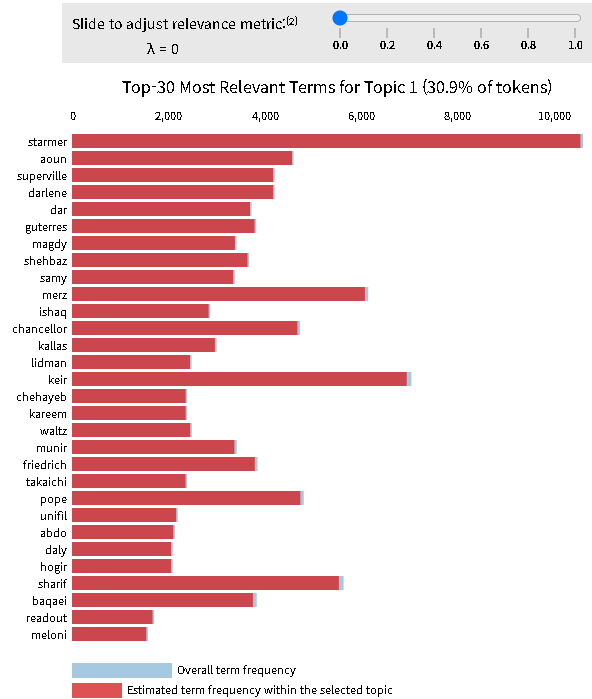 Slide to adjust relevance metric:(2)
λ = 0
0.0 0.2 0.4 0.6 0.8 1.0
Top-30 Most Relevant Terms for Topic 1 (30.9% of tokens)
0 2,000 4,000 6,000 8,000 10,000
starmer
aoun
superville
darlene
dar
guterres
magdy
shehbaz
samy
merz
ishaq
chancellor
kallas
lidman
keir
chehayeb
kareem
waltz
munir
friedrich
takaichi
pope
unifil
abdo
daly
hogir
sharif
baqaei
readout
meloni
Overall term frequency
Estimated term frequency within the selected topic